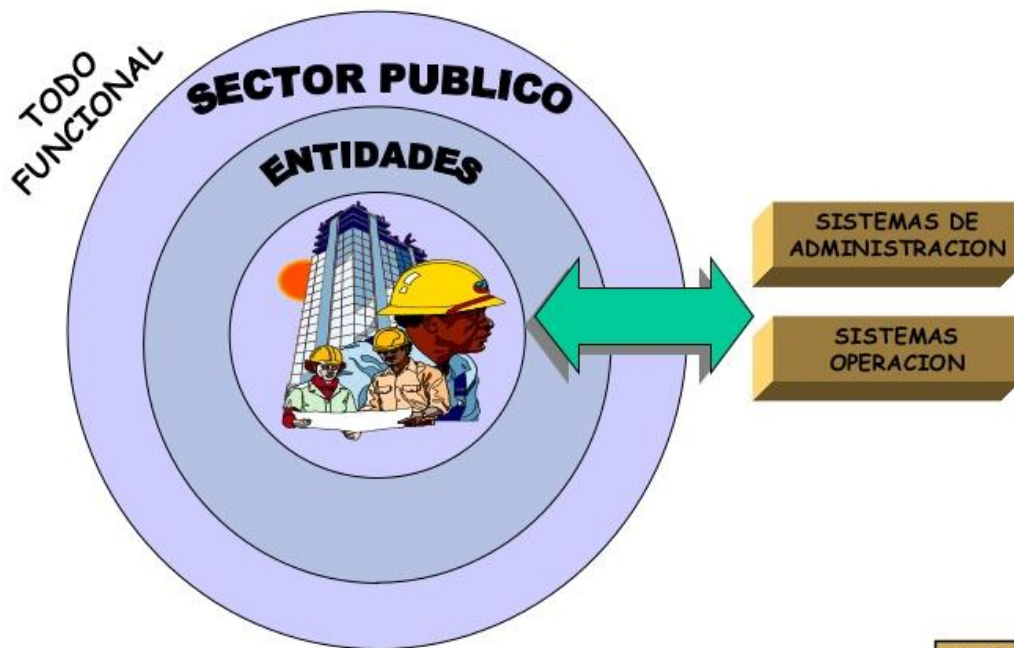 TODO
FUNCIONAL
SECTOR PUBLICO
ENTIDADES
SISTEMAS DE
ADMINISTRACION
SISTEMAS
OPERACION